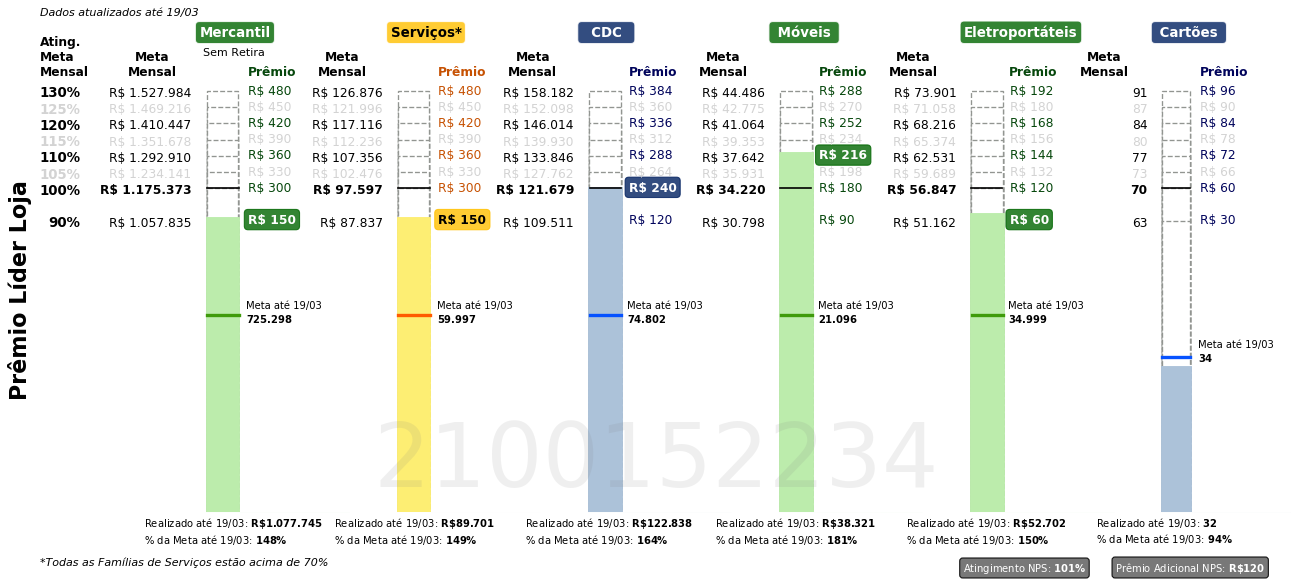 Dados atualizados até 19/03
Mercantil Serviços* CDC Móveis Eletroportáteis Cartões
Sem Retira
Ating. Meta Mensal Meta Mensal Prêmio Meta Mensal Prêmio Meta Mensal Prêmio Meta Mensal Prêmio Meta Mensal Prêmio Meta Mensal Prêmio
130% R$ 1.527.984 R$ 480 R$ 126.876 R$ 480 R$ 158.182 R$ 384 R$ 44.486 R$ 288 R$ 73.901 R$ 192 91 R$ 96
125% R$ 1.469.216 R$ 450 R$ 121.996 R$ 450 R$ 152.098 R$ 360 R$ 42.775 R$ 270 R$ 71.058 R$ 180 87 R$ 90
120% R$ 1.410.447 R$ 420 R$ 117.116 R$ 420 R$ 146.014 R$ 336 R$ 41.064 R$ 252 R$ 68.216 R$ 168 84 R$ 84
115% R$ 1.351.678 R$ 390 R$ 112.236 R$ 390 R$ 139.930 R$ 312 R$ 39.353 R$ 234 R$ 65.374 R$ 156 80 R$ 78
110% R$ 1.292.910 R$ 360 R$ 107.356 R$ 360 R$ 133.846 R$ 288 R$ 37.642 R$ 216 R$ 62.531 R$ 144 77 R$ 72
105% R$ 1.234.141 R$ 330 R$ 102.476 R$ 330 R$ 127.762 R$ 264 R$ 35.931 R$ 198 R$ 59.689 R$ 132 73 R$ 66
100% R$ 1.175.373 R$ 300 R$ 97.597 R$ 300 R$ 121.679 R$ 240 R$ 34.220 R$ 180 R$ 56.847 R$ 120 70 R$ 60
90% R$ 1.057.835 R$ 150 R$ 87.837 R$ 150 R$ 109.511 R$ 120 R$ 30.798 R$ 90 R$ 51.162 R$ 60 63 R$ 30
Prêmio Líder Loja
Meta até 19/03 Meta até 19/03 Meta até 19/03 Meta até 19/03 Meta até 19/03
725.298 59.997 74.802 21.096 34.999
Meta até 19/03
34
2100152234
Realizado até 19/03: R$1.077.745 Realizado até 19/03: R$89.701 Realizado até 19/03: R$122.838 Realizado até 19/03: R$38.321 Realizado até 19/03: R$52.702 Realizado até 19/03: 32
% da Meta até 19/03: 148% % da Meta até 19/03: 149% % da Meta até 19/03: 164% % da Meta até 19/03: 181% % da Meta até 19/03: 150% % da Meta até 19/03: 94%
*Todas as Famílias de Serviços estão acima de 70% Atingimento NPS: 101% Prêmio Adicional NPS: R$120